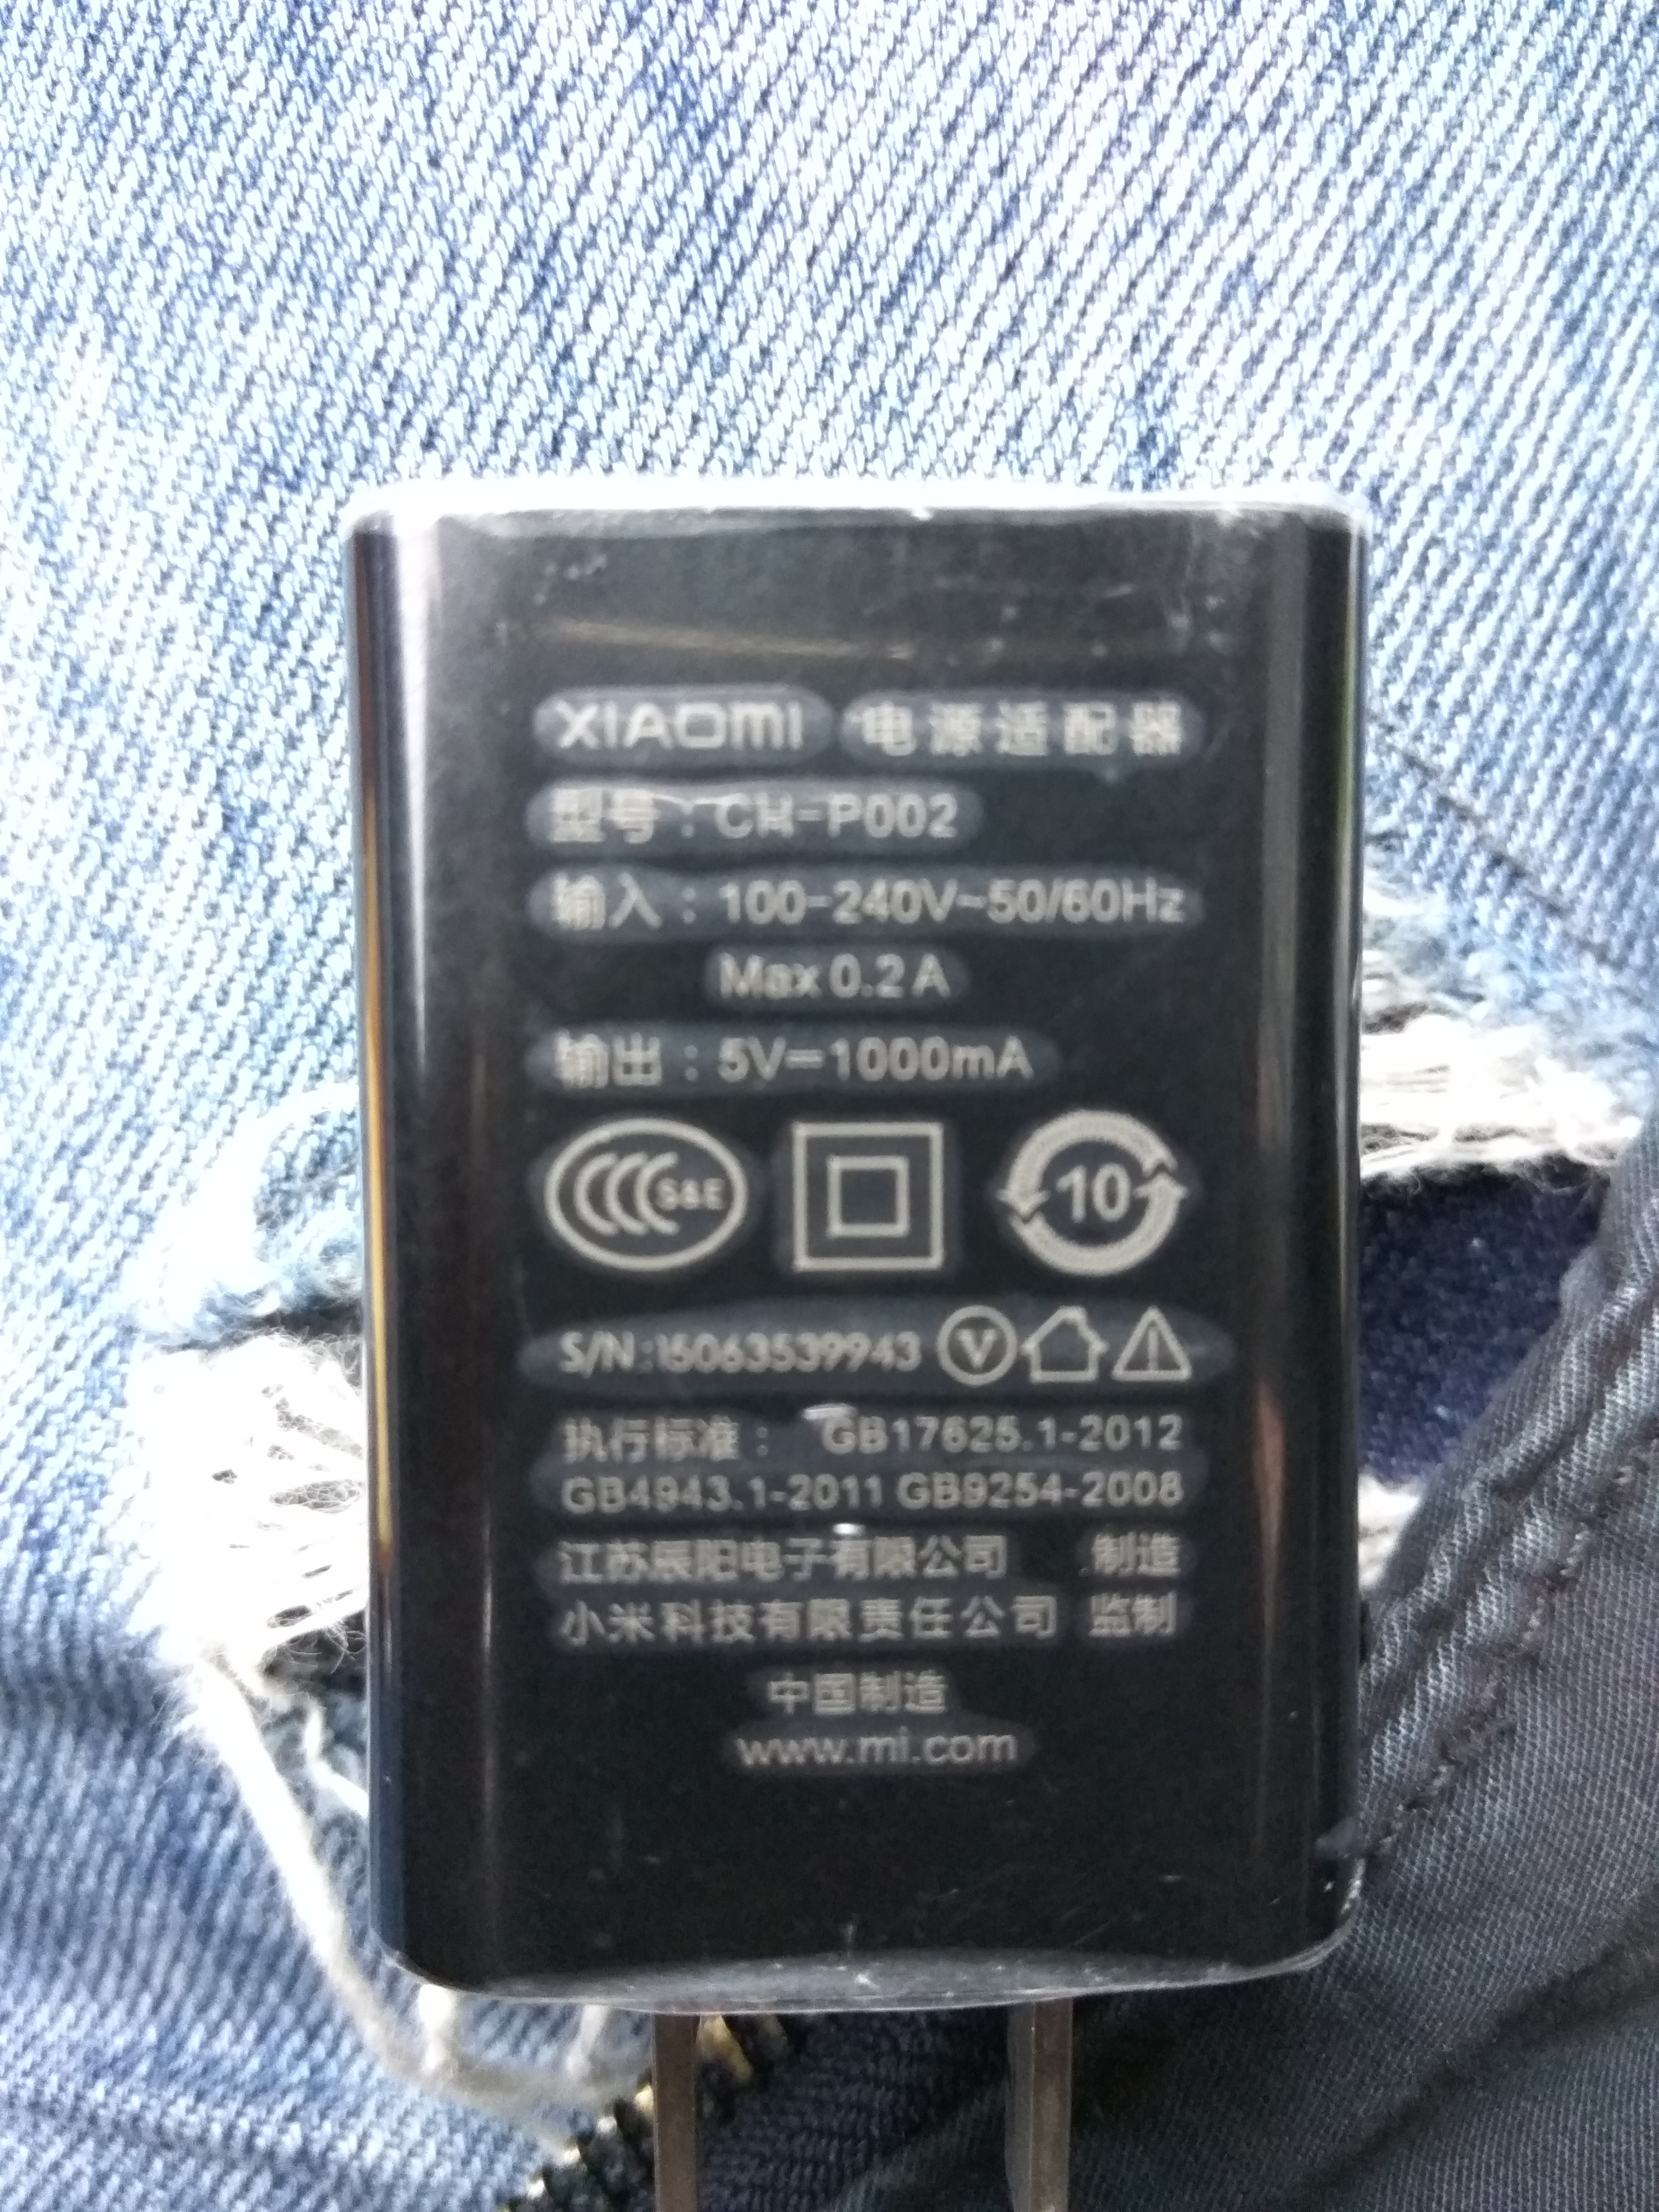 XIAOMI 电源适配器
型号：CH-P002
输入：100-240V~50/60Hz
Max 0.2A
输出：5V⎓1000mA
CCC S&E 10
S/N:15063539943 V
执行标准： GB17625.1-2012
GB4943.1-2011 GB9254-2008
江苏辰阳电子有限公司 制造
小米科技有限责任公司 监制
中国制造
www.mi.com